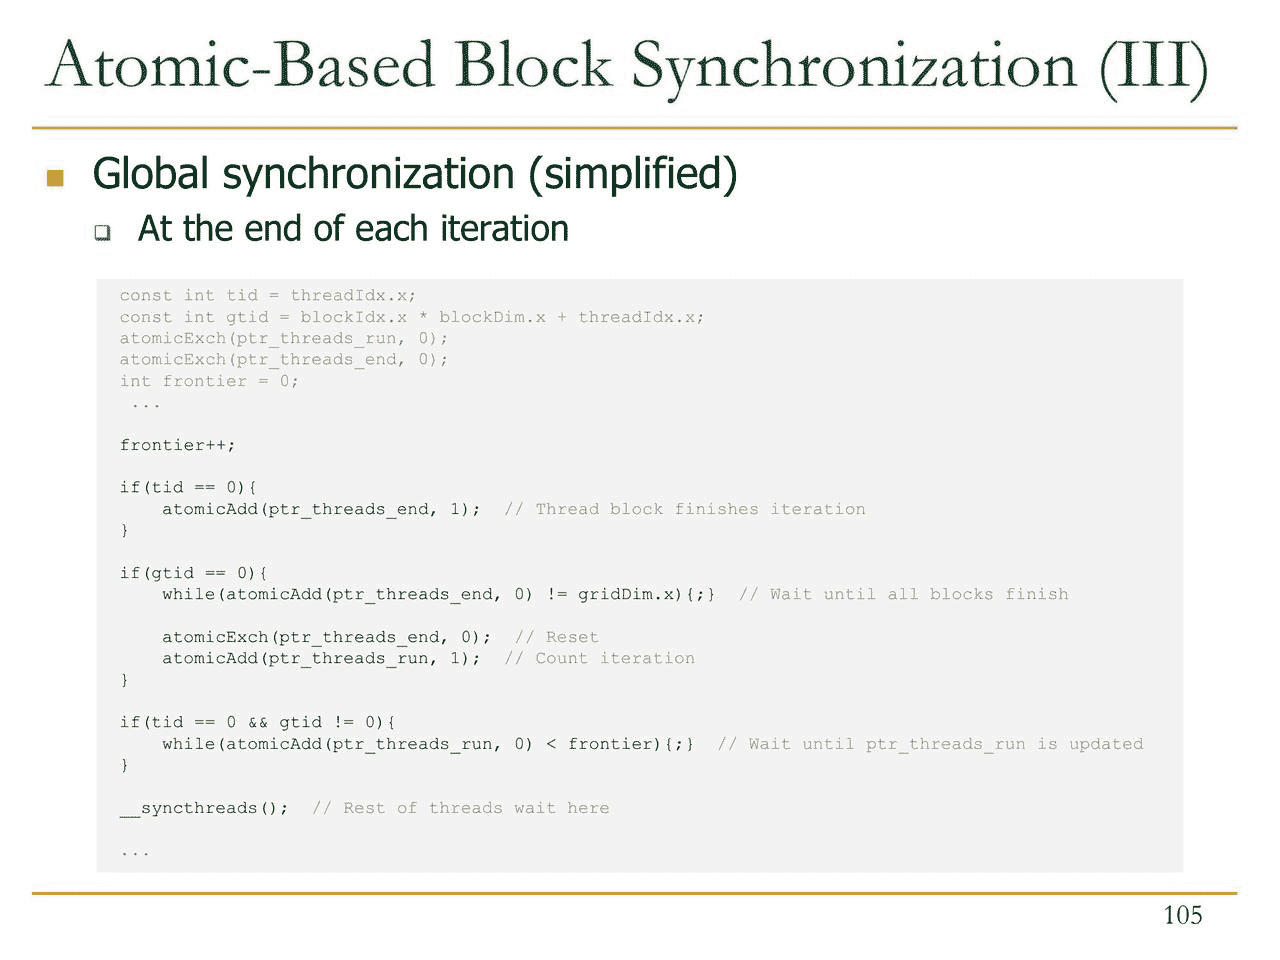 Atomic-Based Block Synchronization (III)
Global synchronization (simplified)
At the end of each iteration
const int tid = threadIdx.x;
const int gtid = blockIdx.x * blockDim.x + threadIdx.x;
atomicExch(ptr_threads_run, 0);
atomicExch(ptr_threads_end, 0);
int frontier = 0;
...
frontier++;
if(tid == 0){
atomicAdd(ptr_threads_end, 1);  // Thread block finishes iteration
}
if(gtid == 0){
while(atomicAdd(ptr_threads_end, 0) != gridDim.x){;}  // Wait until all blocks finish
atomicExch(ptr_threads_end, 0);  // Reset
atomicAdd(ptr_threads_run, 1);  // Count iteration
}
if(tid == 0 && gtid != 0){
while(atomicAdd(ptr_threads_run, 0) < frontier){;}  // Wait until ptr_threads_run is updated
}
__syncthreads();  // Rest of threads wait here
...
105